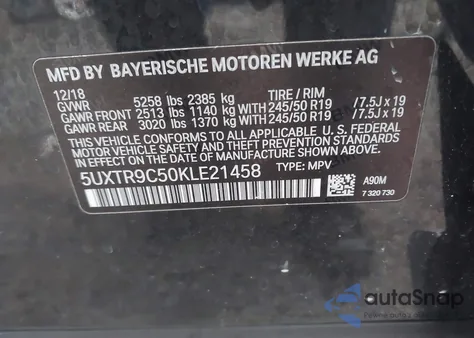 MFD BY BAYERISCHE MOTOREN WERKE AG
12/18 TIRE / RIM
GVWR 5258 lbs 2385 kg
GAWR FRONT 2513 lbs 1140 kg WITH 245/50 R19 /7.5J x 19
GAWR REAR 3020 lbs 1370 kg WITH 245/50 R19 /7.5J x 19
THIS VEHICLE CONFORMS TO ALL APPLICABLE U. S. FEDERAL
MOTOR VEHICLE SAFETY, BUMPER, AND
THEFT PREVENTION STANDARDS IN EFFECT ON THE
DATE OF MANUFACTURE SHOWN ABOVE.
5UXTR9C50KLE21458 TYPE: MPV
A90M
7 320 730
autoSnap